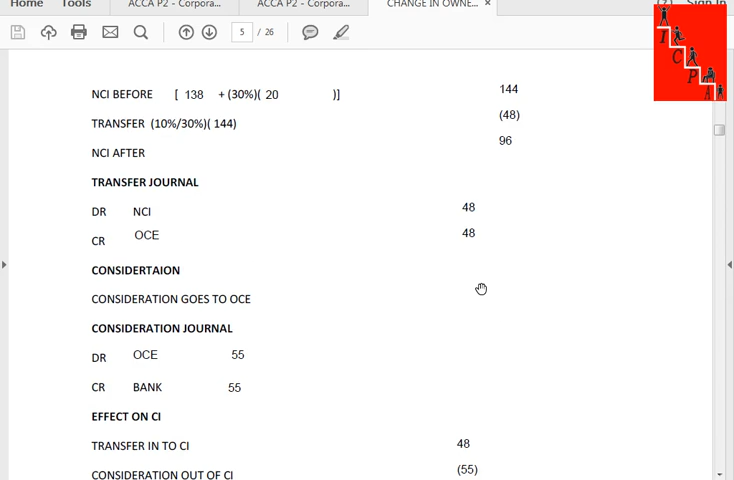 Home Tools ACCA P2 - Corpora... ACCA P2 - Corpora... CHANGE IN OWNE... × Sign In
5 / 26
I C P A
NCI BEFORE [ 138 + (30%)( 20 )] 144
TRANSFER (10%/30%)( 144) (48)
96
NCI AFTER
TRANSFER JOURNAL
DR NCI 48
CR OCE 48
CONSIDERTAION
CONSIDERATION GOES TO OCE
CONSIDERATION JOURNAL
DR OCE 55
CR BANK 55
EFFECT ON CI
TRANSFER IN TO CI 48
CONSIDERATION OUT OF CI (55)